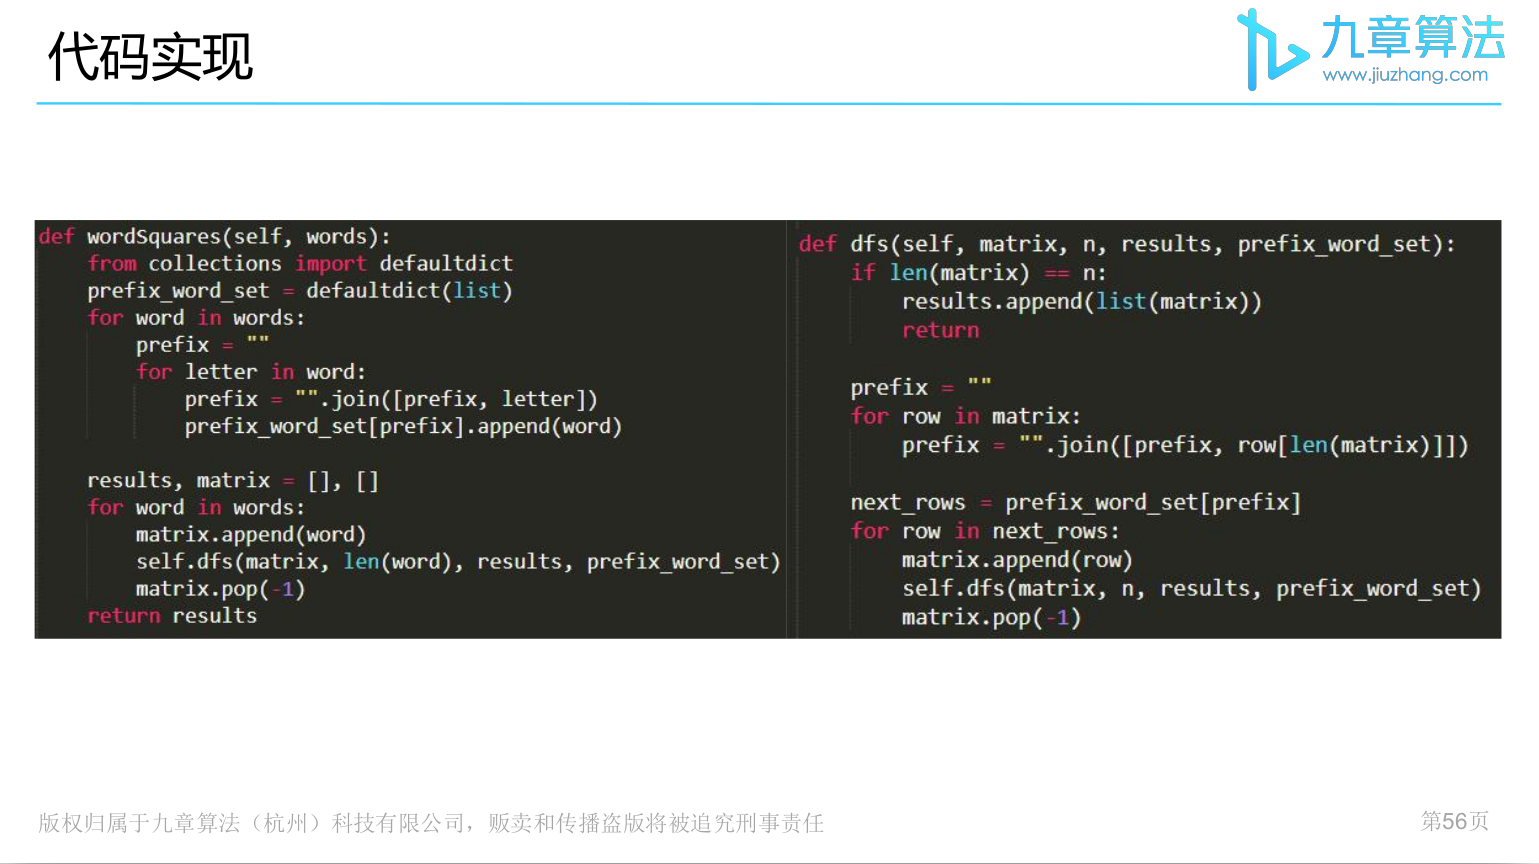 代码实现
九章算法
www.jiuzhang.com
def wordSquares(self, words):
    from collections import defaultdict
    prefix_word_set = defaultdict(list)
    for word in words:
        prefix = ""
        for letter in word:
            prefix = "".join([prefix, letter])
            prefix_word_set[prefix].append(word)

    results, matrix = [], []
    for word in words:
        matrix.append(word)
        self.dfs(matrix, len(word), results, prefix_word_set)
        matrix.pop(-1)
    return results
def dfs(self, matrix, n, results, prefix_word_set):
    if len(matrix) == n:
        results.append(list(matrix))
        return

    prefix = ""
    for row in matrix:
        prefix = "".join([prefix, row[len(matrix)]])

    next_rows = prefix_word_set[prefix]
    for row in next_rows:
        matrix.append(row)
        self.dfs(matrix, n, results, prefix_word_set)
        matrix.pop(-1)
版权归属于九章算法（杭州）科技有限公司，贩卖和传播盗版将被追究刑事责任
第56页